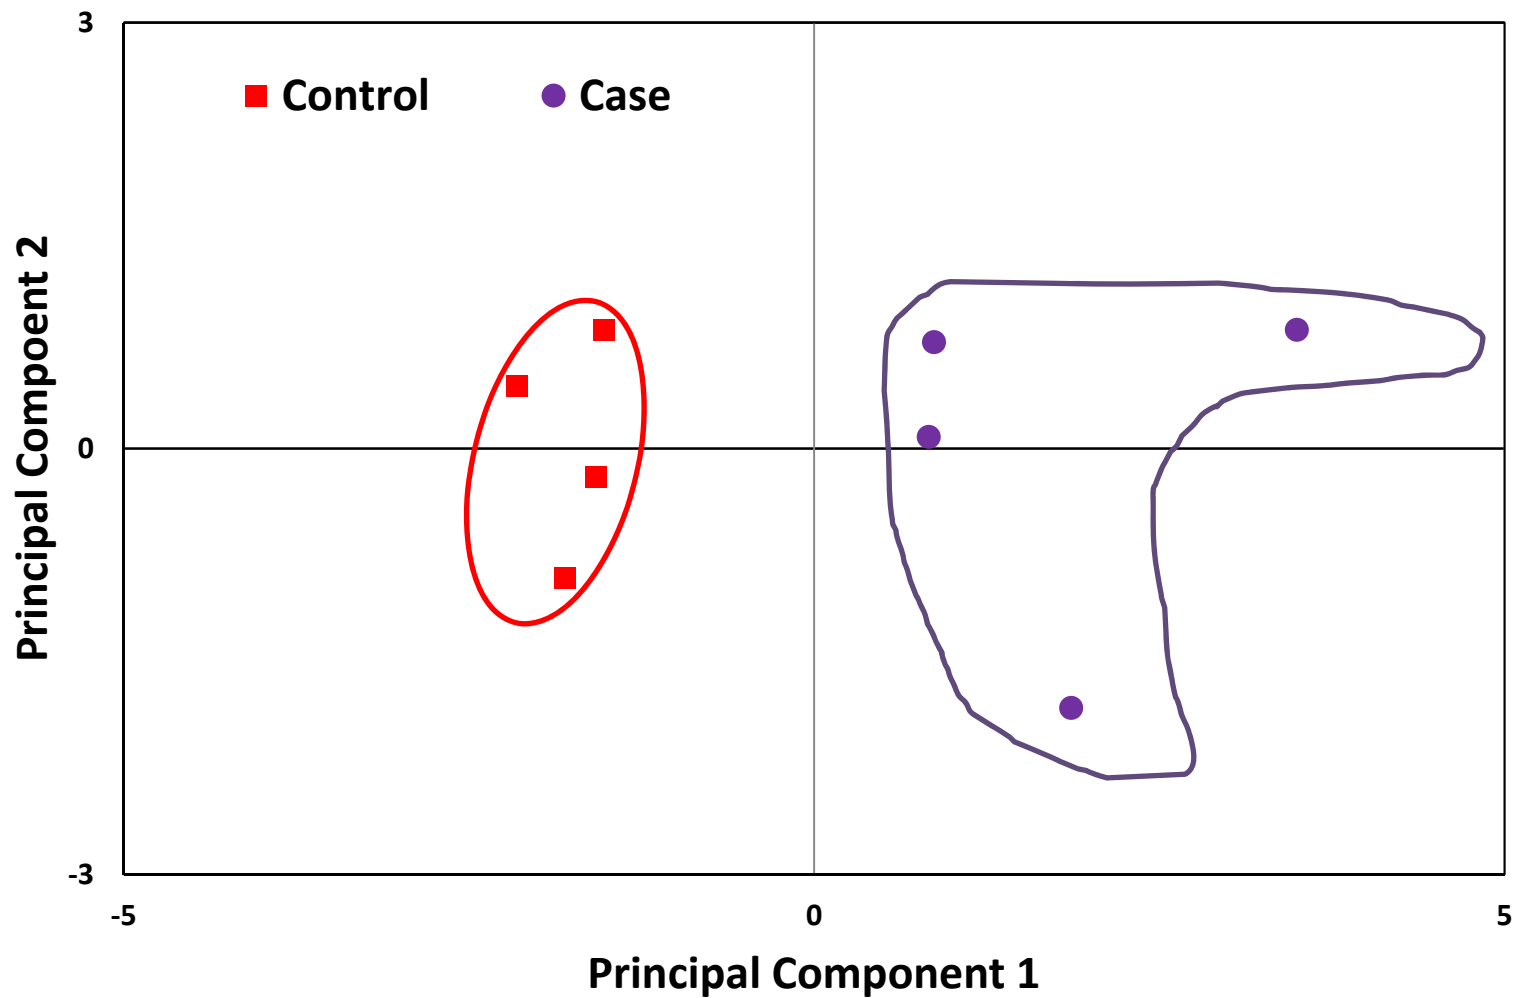 3
Control Case
Principal Compoent 2
0
-3
-5 0 5
Principal Component 1